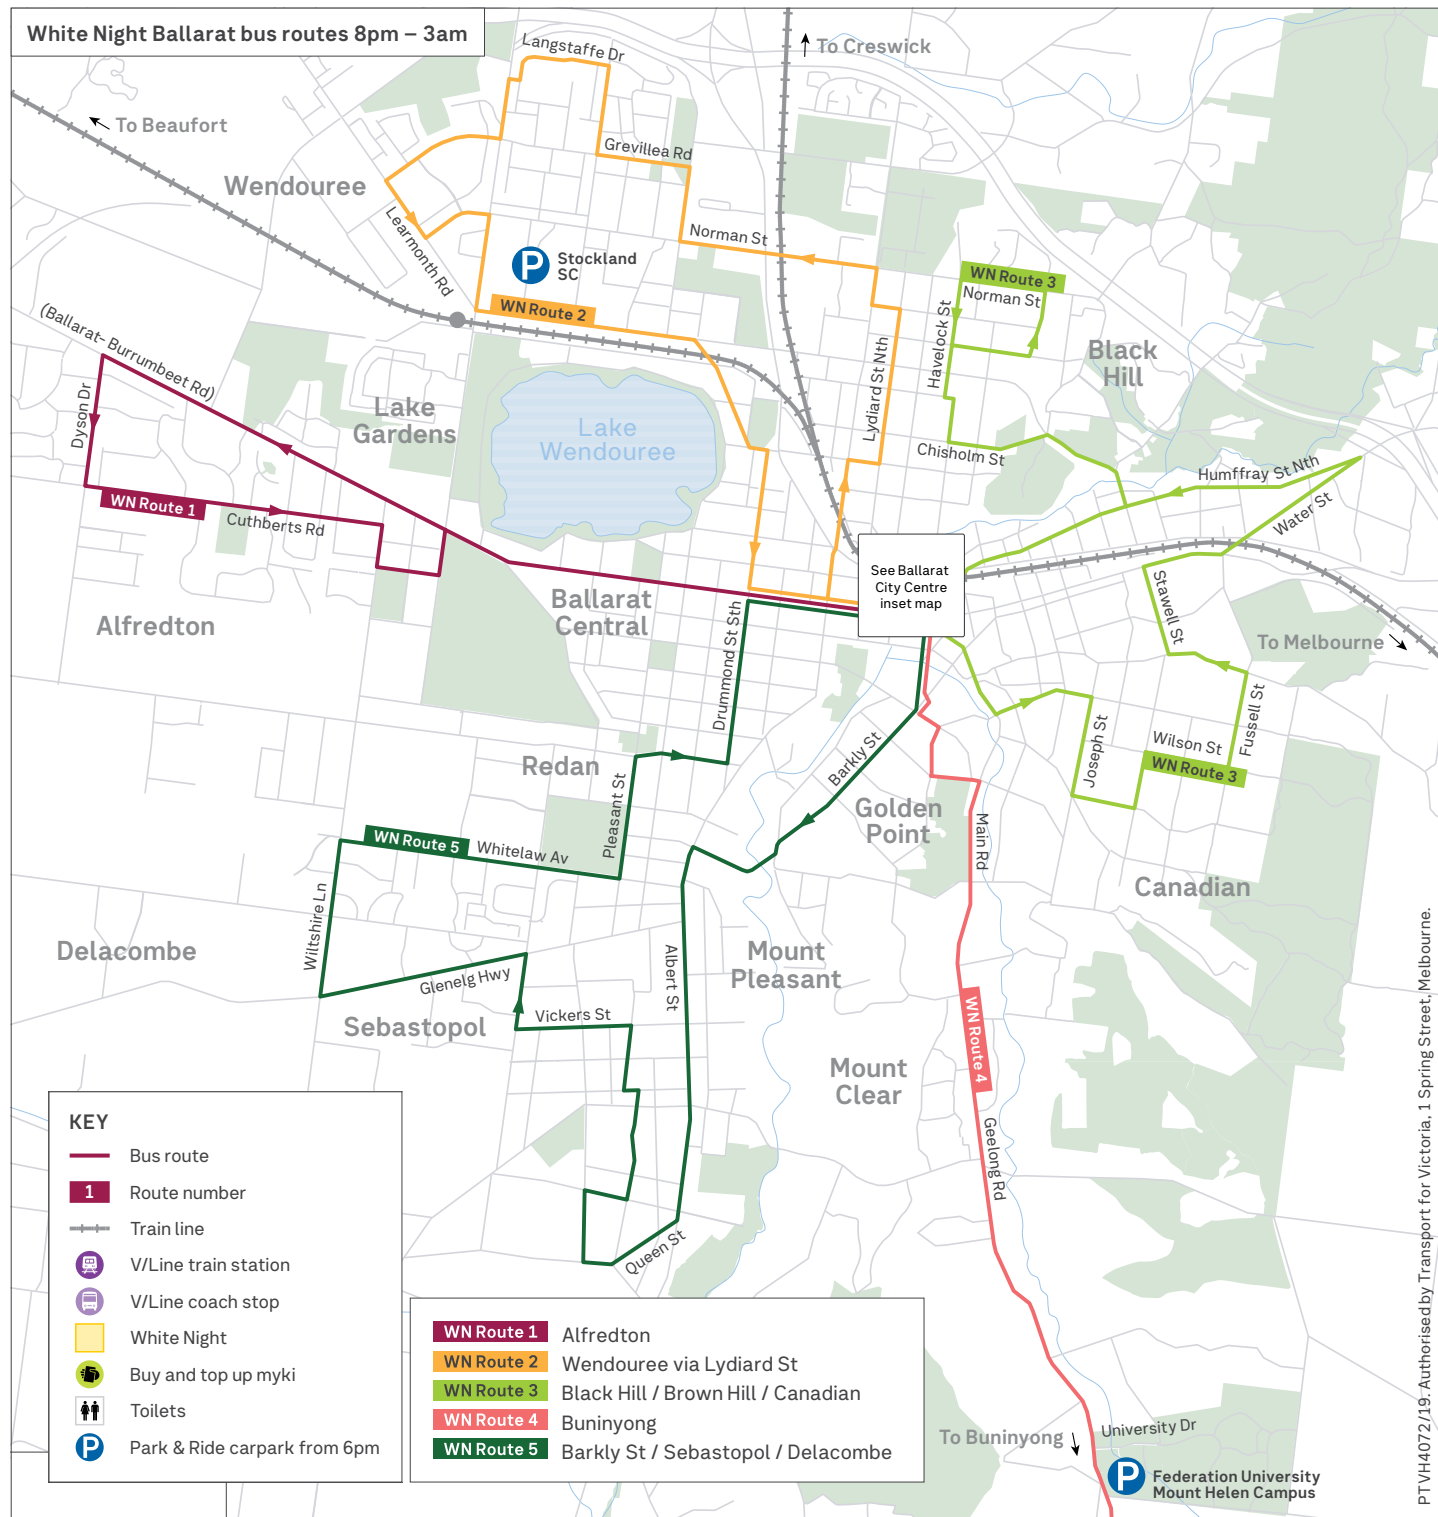 White Night Ballarat bus routes 8pm – 3am
Langstaffe Dr
To Creswick
To Beaufort
Grevillea Rd
Wendouree
Learmonth Rd
Norman St
P
Stockland
SC
WN Route 2
WN Route 3
Norman St
Havelock St
Black
Hill
(Ballarat– Burrumbeet Rd)
Dyson Dr
Lake
Gardens
Lake
Wendouree
Lydiard St Nth
Chisholm St
Humffray St Nth
Water St
WN Route 1
Cuthberts Rd
See Ballarat
City Centre
inset map
Ballarat
Central
Alfredton
Drummond St Sth
Stawell St
To Melbourne
Fussell St
Joseph St
Wilson St
WN Route 3
Redan
Barkly St
Pleasant St
Golden
Point
Main Rd
WN Route 5
Whitelaw Av
Canadian
Wiltshire Ln
Delacombe
Glenelg Hwy
Albert St
Mount
Pleasant
Vickers St
Sebastopol
WN Route 4
Mount
Clear
Geelong Rd
Queen St
KEY
Bus route
1
Route number
Train line
V/Line train station
V/Line coach stop
White Night
Buy and top up myki
Toilets
P
Park & Ride carpark from 6pm
WN Route 1
Alfredton
WN Route 2
Wendouree via Lydiard St
WN Route 3
Black Hill / Brown Hill / Canadian
WN Route 4
Buninyong
WN Route 5
Barkly St / Sebastopol / Delacombe
To Buninyong
University Dr
P
Federation University
Mount Helen Campus
PTVH4072/19. Authorised by Transport for Victoria, 1 Spring Street, Melbourne.